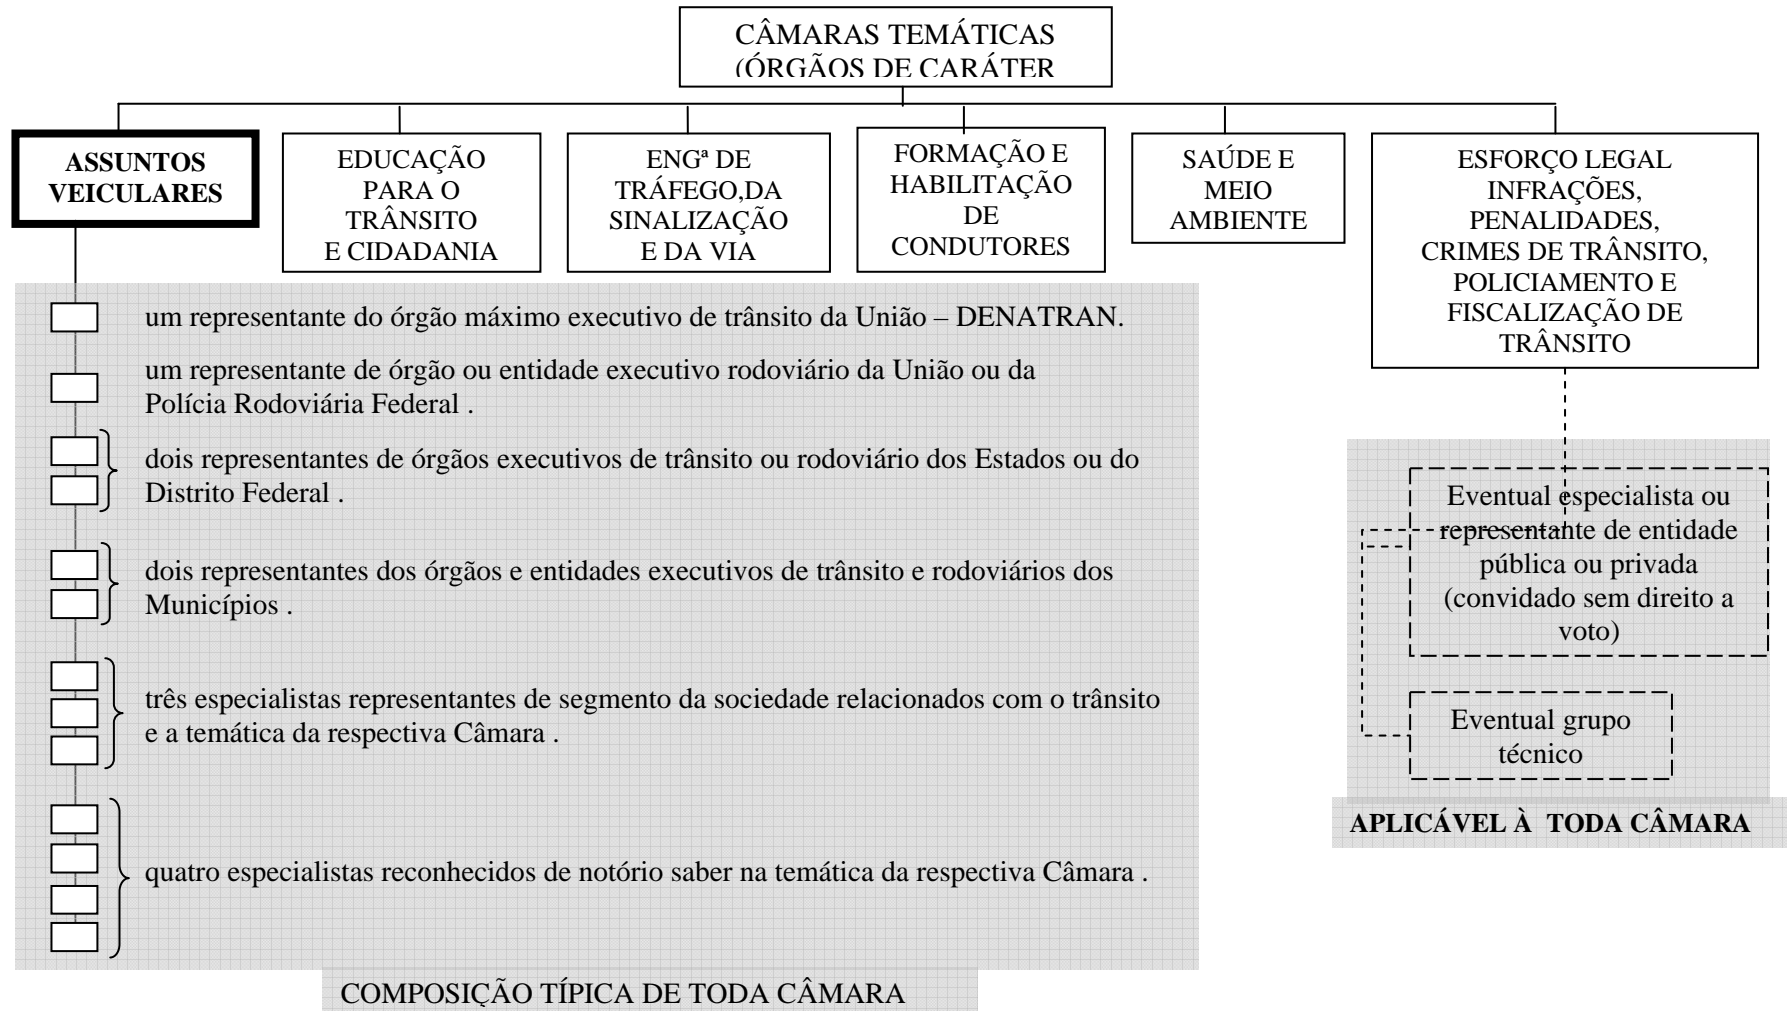 CÂMARAS TEMÁTICAS
(ÓRGÃOS DE CARÁTER
ASSUNTOS
VEICULARES
EDUCAÇÃO
PARA O
TRÂNSITO
E CIDADANIA
ENGª DE
TRÁFEGO,DA
SINALIZAÇÃO
E DA VIA
FORMAÇÃO E
HABILITAÇÃO
DE
CONDUTORES
SAÚDE E
MEIO
AMBIENTE
ESFORÇO LEGAL
INFRAÇÕES,
PENALIDADES,
CRIMES DE TRÂNSITO,
POLICIAMENTO E
FISCALIZAÇÃO DE
TRÂNSITO
um representante do órgão máximo executivo de trânsito da União – DENATRAN.
um representante de órgão ou entidade executivo rodoviário da União ou da
Polícia Rodoviária Federal .
dois representantes de órgãos executivos de trânsito ou rodoviário dos Estados ou do
Distrito Federal .
dois representantes dos órgãos e entidades executivos de trânsito e rodoviários dos
Municípios .
três especialistas representantes de segmento da sociedade relacionados com o trânsito
e a temática da respectiva Câmara .
quatro especialistas reconhecidos de notório saber na temática da respectiva Câmara .
COMPOSIÇÃO TÍPICA DE TODA CÂMARA
Eventual especialista ou
representante de entidade
pública ou privada
(convidado sem direito a
voto)
Eventual grupo
técnico
APLICÁVEL À TODA CÂMARA